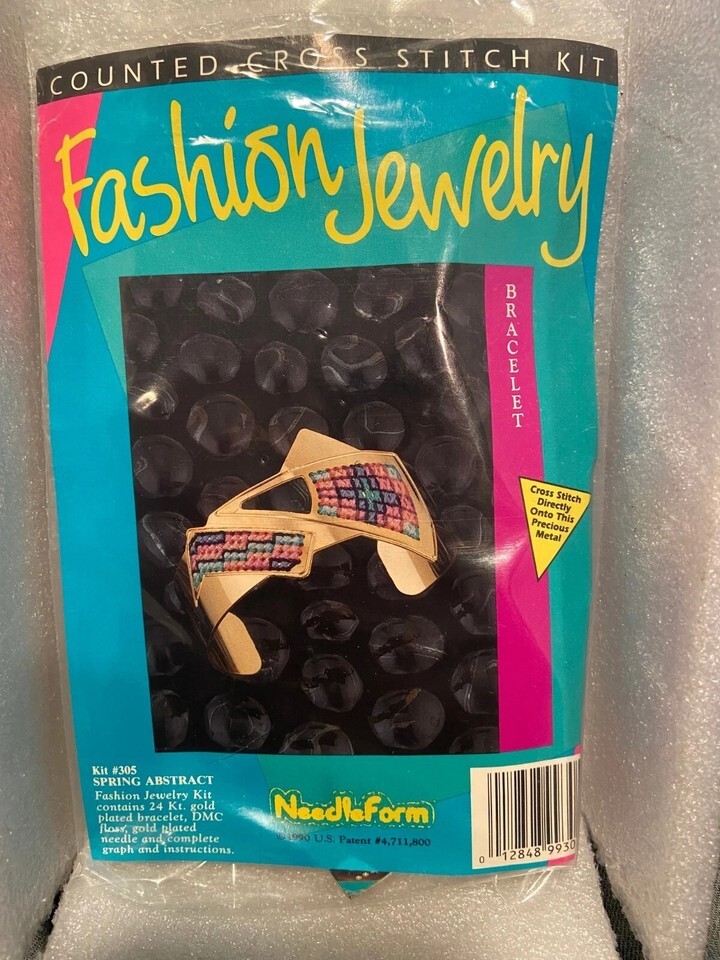 COUNTED CROSS STITCH KIT
Fashion Jewelry
BRACELET
Cross Stitch
Directly
Onto This
Precious
Metal
Kit #305
SPRING ABSTRACT
Fashion Jewelry Kit
contains 24 Kt. gold
plated bracelet, DMC
floss, gold plated
needle and complete
graph and instructions.
NeedleForm
©1990 U.S. Patent #4,711,800
0 12848 9930